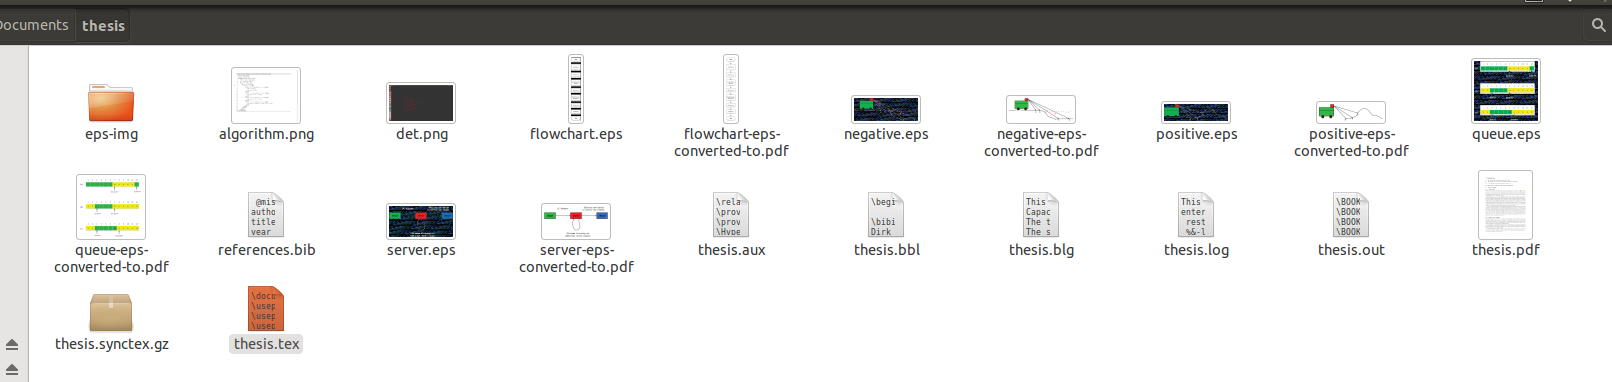 Documents thesis
eps-img
algorithm.png
det.png
flowchart.eps
flowchart-eps-
converted-to.pdf
negative.eps
negative-eps-
converted-to.pdf
positive.eps
positive-eps-
converted-to.pdf
queue.eps
queue-eps-
converted-to.pdf
@mis
autho
title
year
references.bib
server.eps
server-eps-
converted-to.pdf
\rela
\prov
\prov
\Hype
thesis.aux
\begi
\bibi
Dirk
thesis.bbl
This
Capac
The t
The s
thesis.blg
This
enter
rest
%&-l
thesis.log
\BOOK
\BOOK
\BOOK
\BOOK
thesis.out
thesis.pdf
thesis.synctex.gz
\docu
\usep
\usep
\usep
thesis.tex